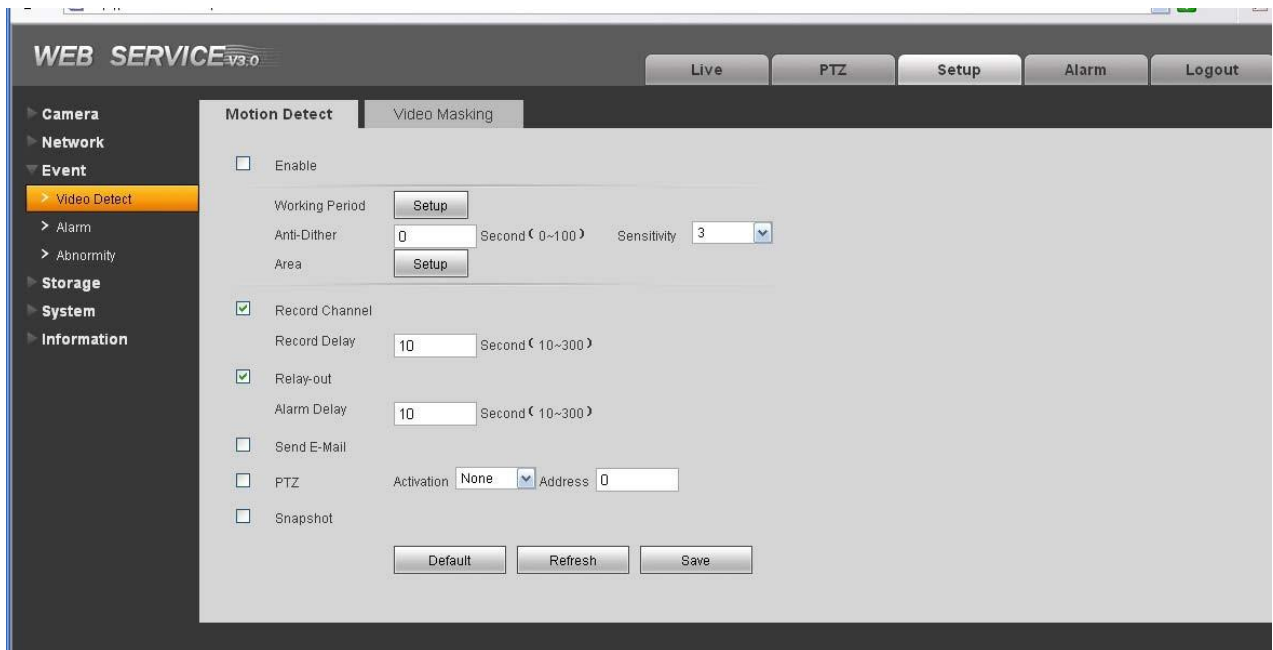 WEB SERVICE V3.0
Live PTZ Setup Alarm Logout
Camera
Network
Event
> Video Detect
> Alarm
> Abnormity
Storage
System
Information
Motion Detect Video Masking
Enable
Working Period Setup
Anti-Dither 0 Second ( 0~100 ) Sensitivity 3
Area Setup
Record Channel
Record Delay 10 Second ( 10~300 )
Relay-out
Alarm Delay 10 Second ( 10~300 )
Send E-Mail
PTZ Activation None Address 0
Snapshot
Default Refresh Save